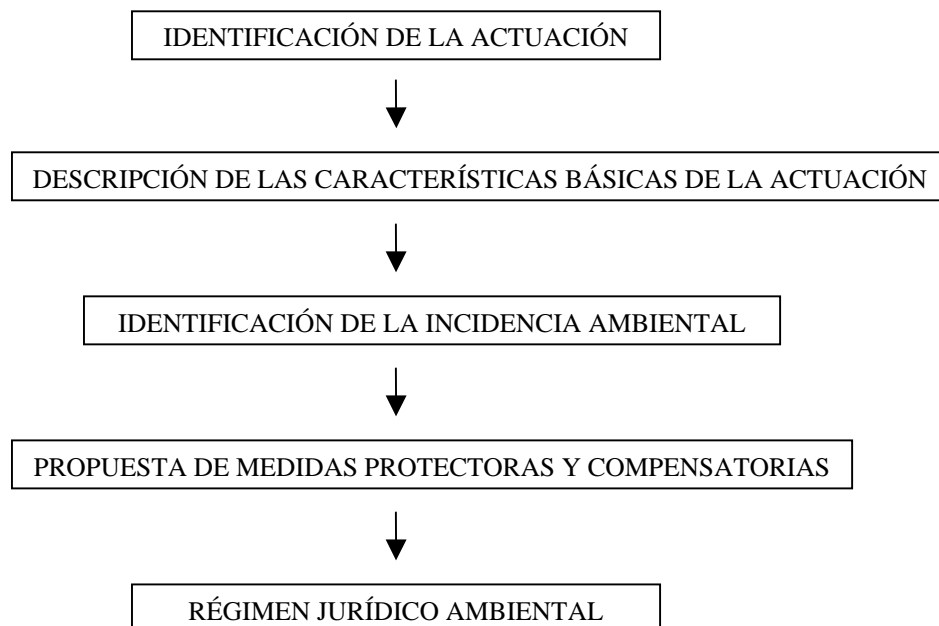 IDENTIFICACIÓN DE LA ACTUACIÓN
DESCRIPCIÓN DE LAS CARACTERÍSTICAS BÁSICAS DE LA ACTUACIÓN
IDENTIFICACIÓN DE LA INCIDENCIA AMBIENTAL
PROPUESTA DE MEDIDAS PROTECTORAS Y COMPENSATORIAS
RÉGIMEN JURÍDICO AMBIENTAL